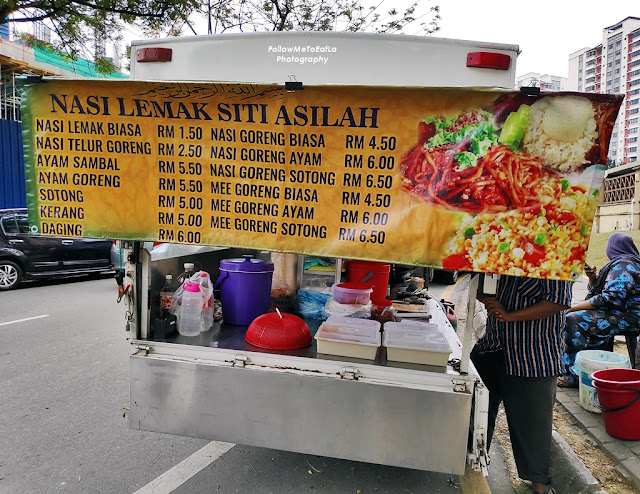 FollowMeToEatLa
Photography
NASI LEMAK SITI ASILAH
NASI LEMAK BIASA RM 1.50
NASI TELUR GORENG RM 2.50
AYAM SAMBAL RM 5.50
AYAM GORENG RM 5.50
SOTONG RM 5.00
KERANG RM 5.00
DAGING RM 6.00
NASI GORENG BIASA RM 4.50
NASI GORENG AYAM RM 6.00
NASI GORENG SOTONG RM 6.50
MEE GORENG BIASA RM 4.50
MEE GORENG AYAM RM 6.00
MEE GORENG SOTONG RM 6.50